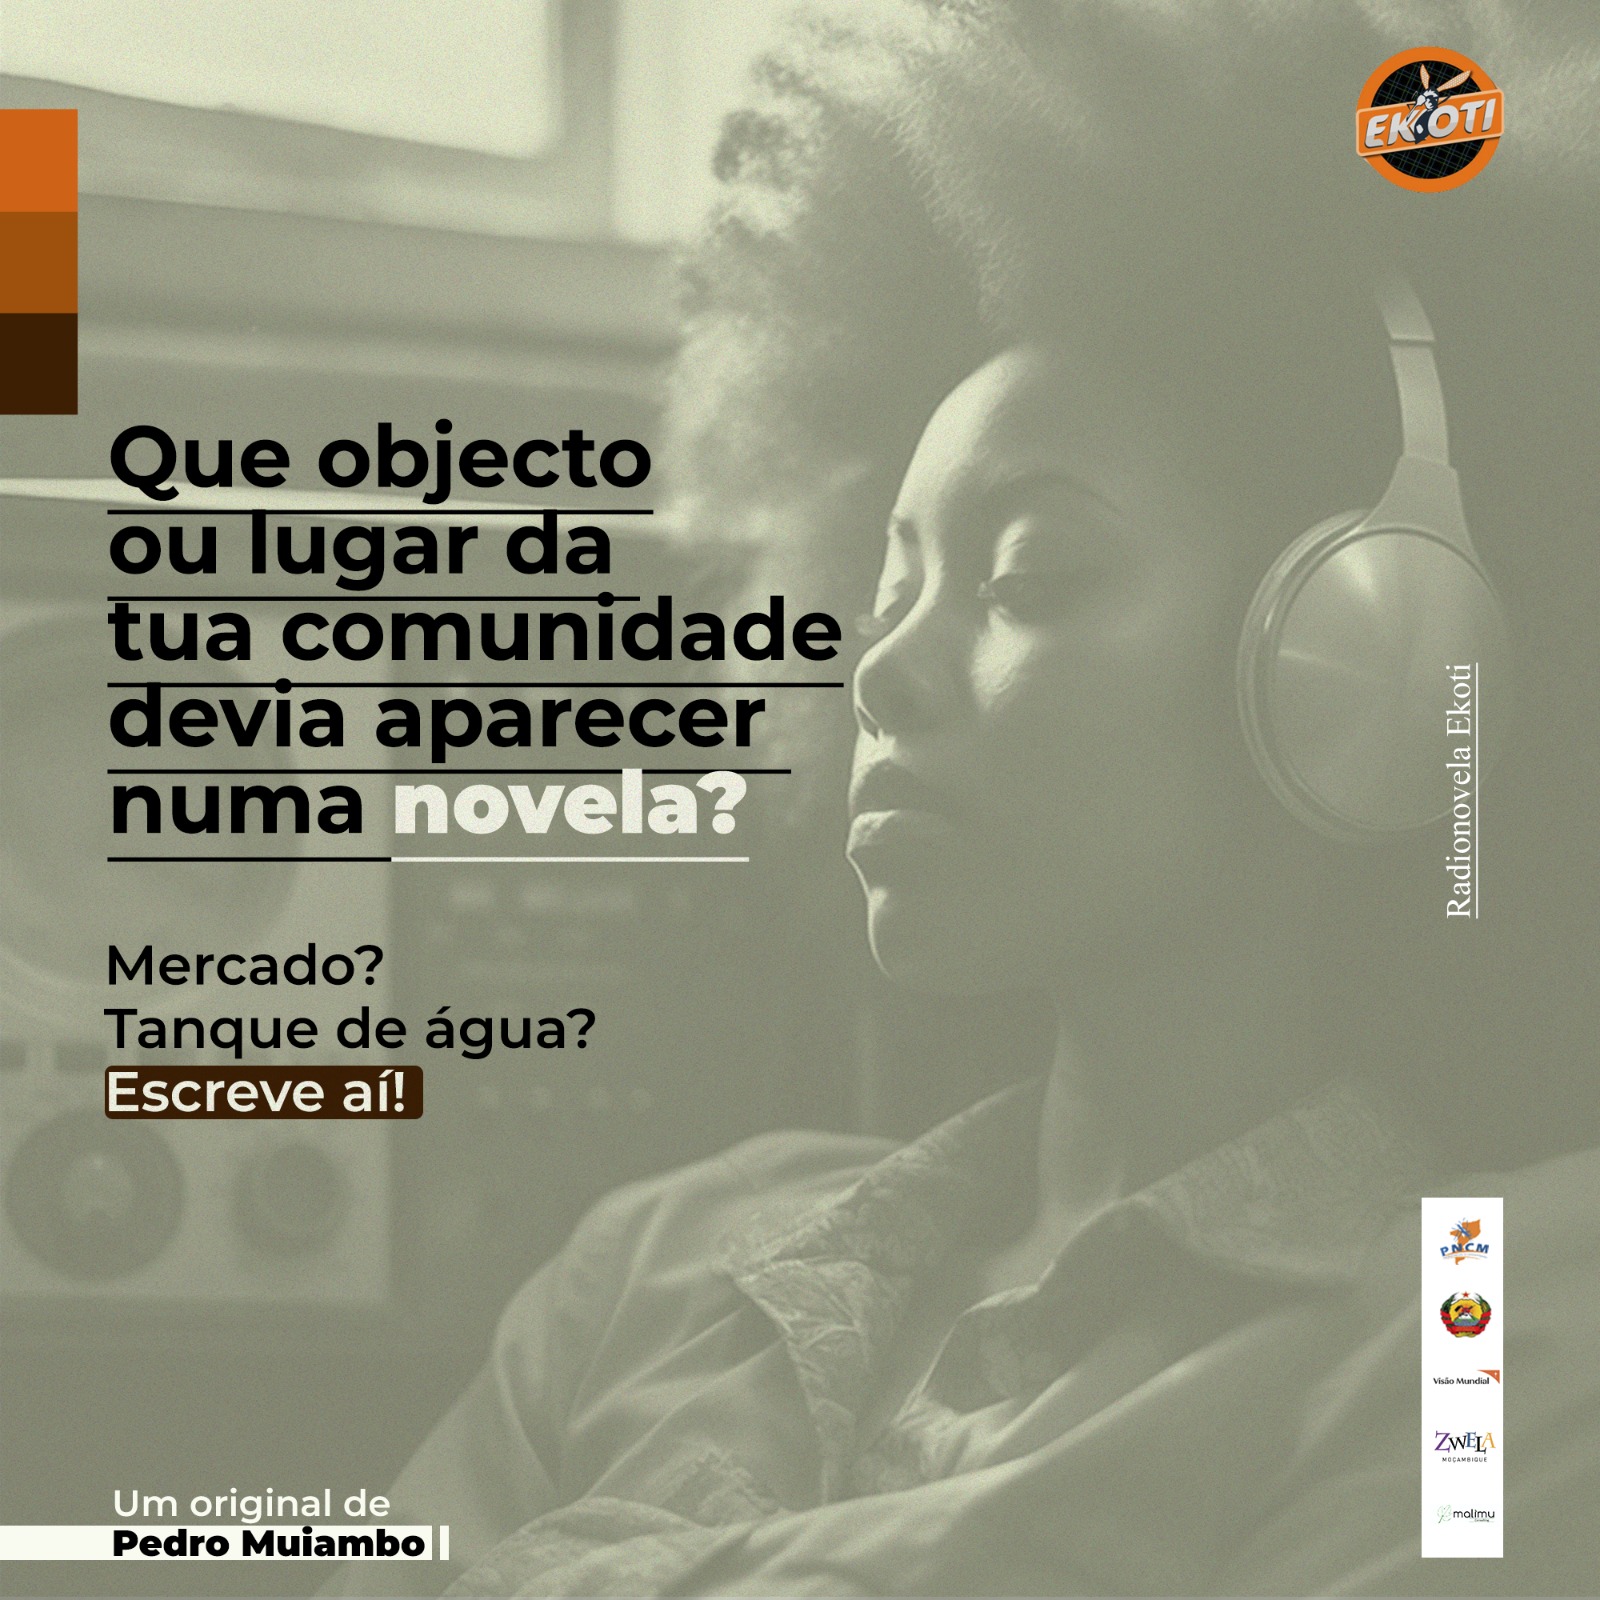 EKOTI
Que objecto
ou lugar da
tua comunidade
devia aparecer
numa novela?
Radionovela Ekoti
Mercado?
Tanque de água?
Escreve aí!
PNCM
Visão Mundial
ZWELA
MOÇAMBIQUE
malimu
Um original de
Pedro Muiambo